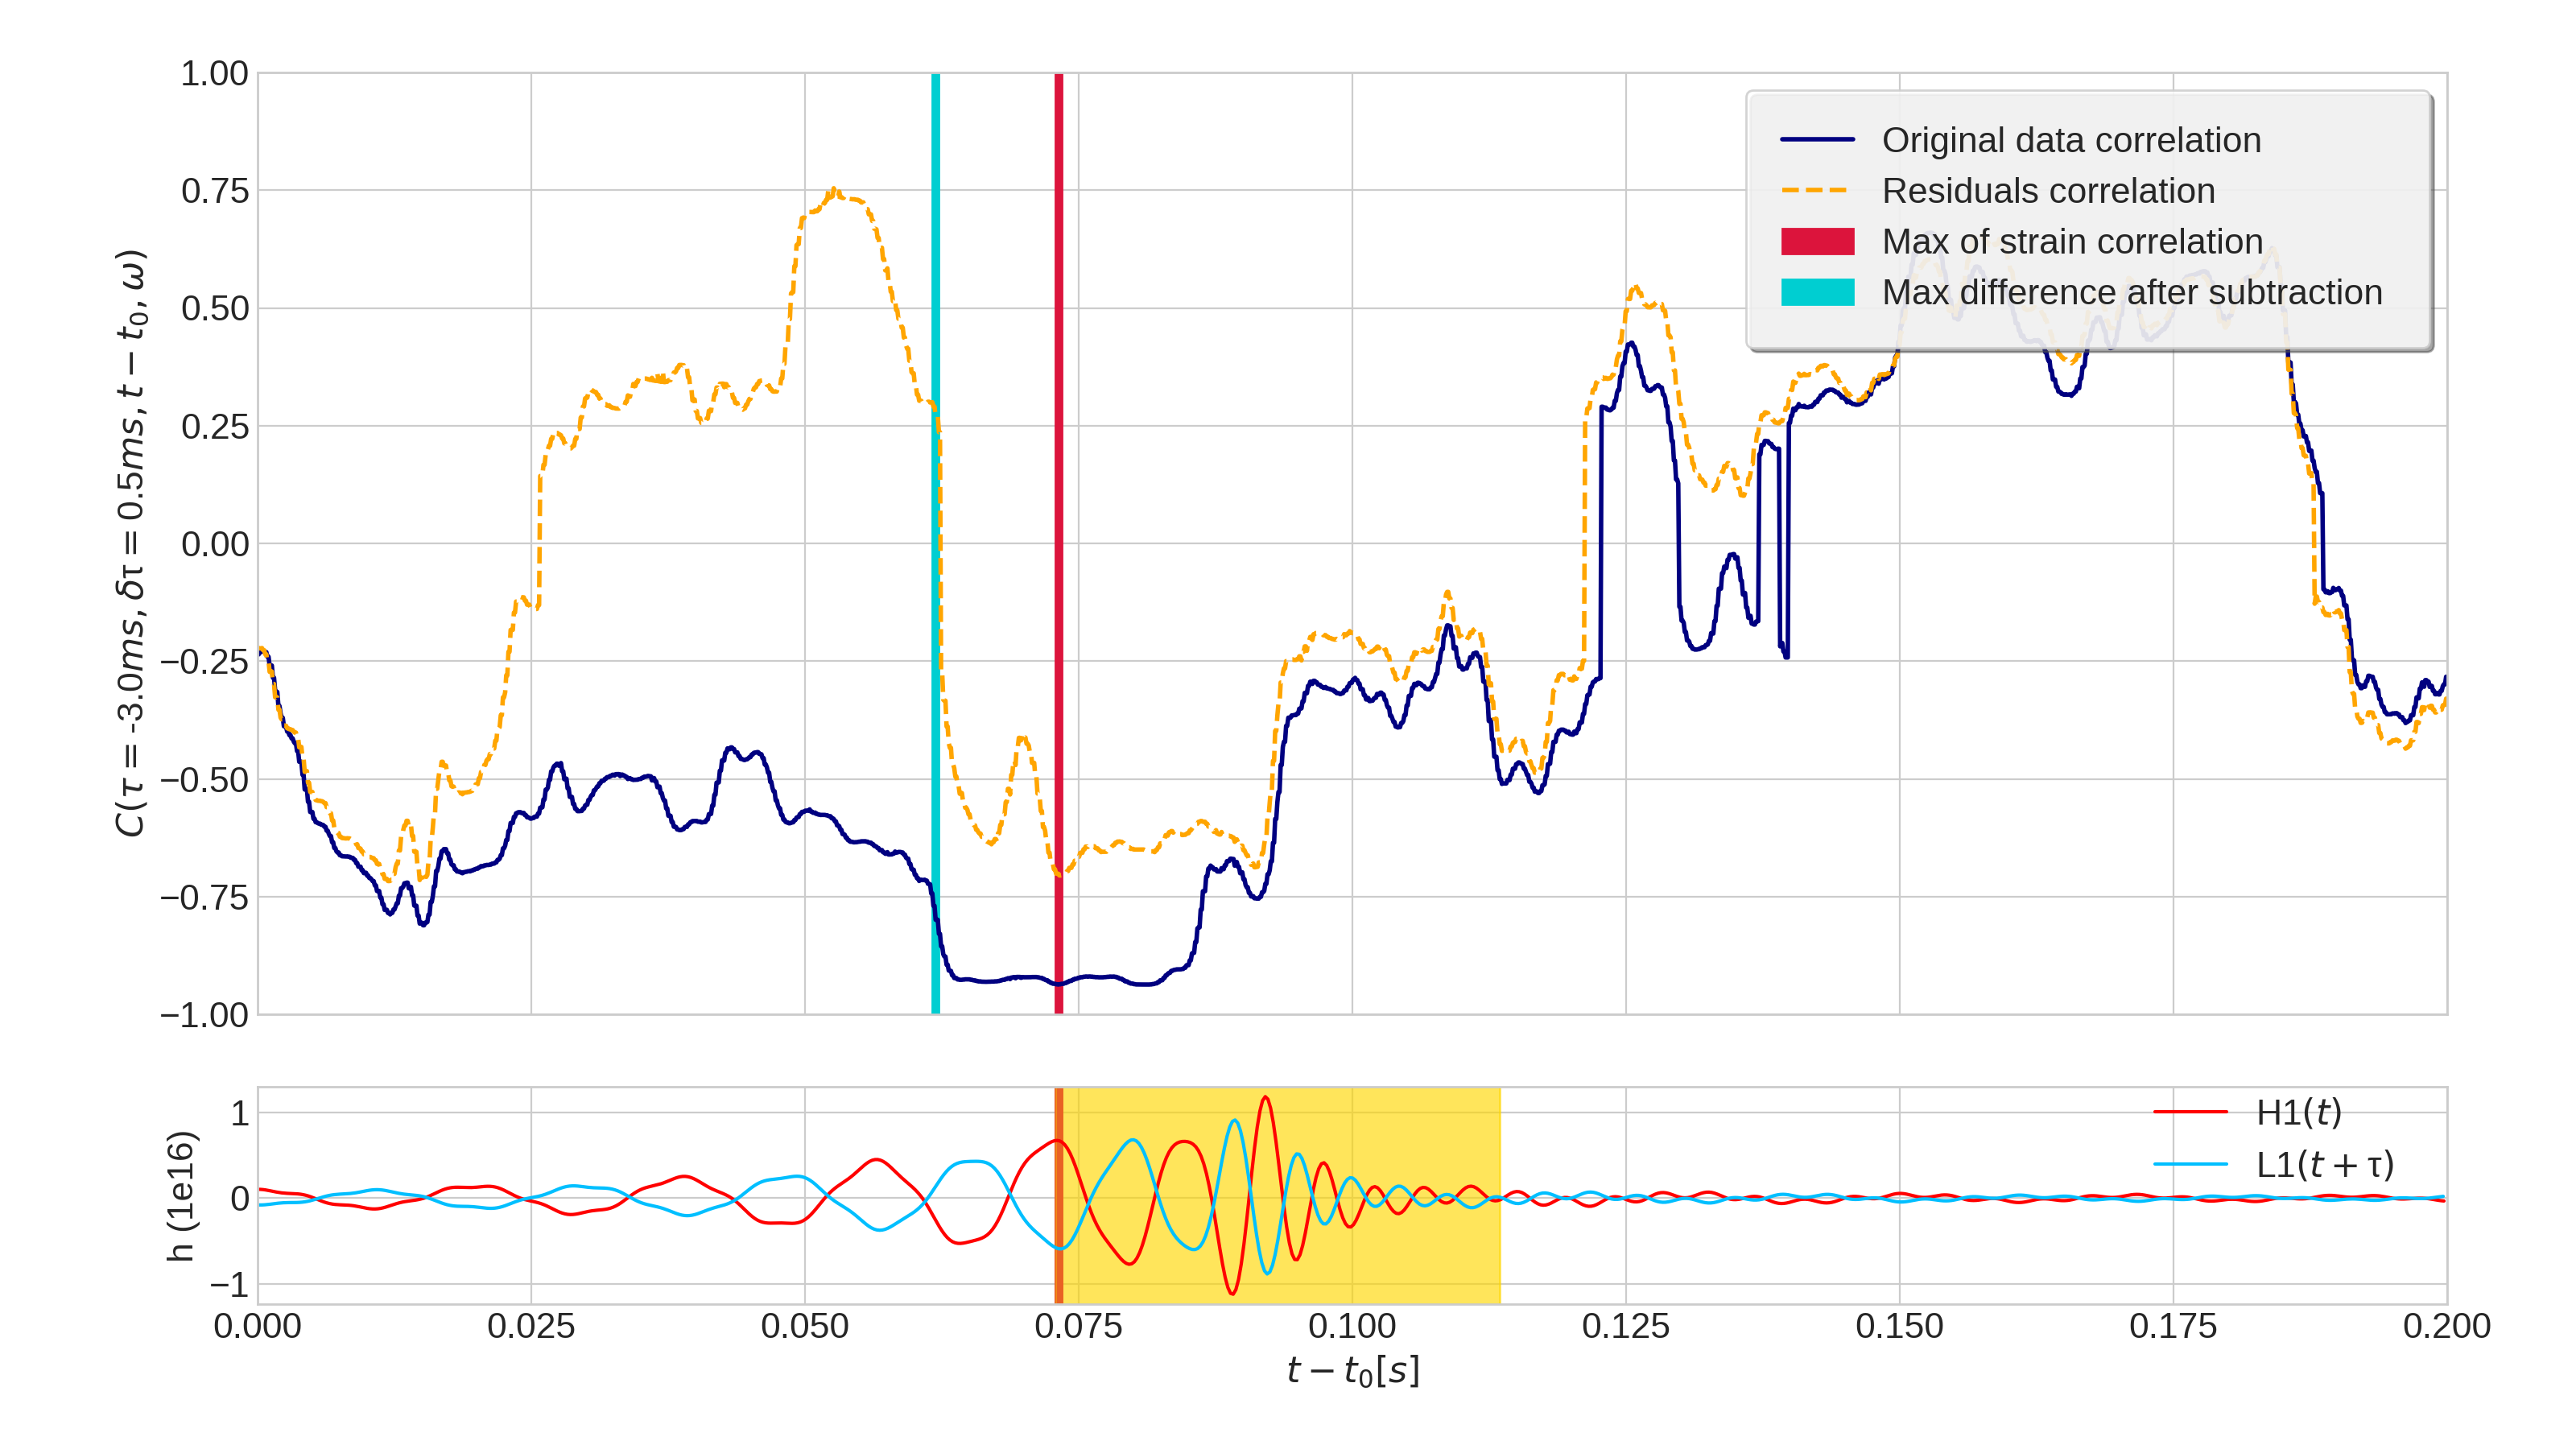 1.00
0.75
0.50
0.25
0.00
−0.25
−0.50
−0.75
−1.00
C(τ = -3.0ms, δτ = 0.5ms, t − t₀, ω)
Original data correlation
Residuals correlation
Max of strain correlation
Max difference after subtraction
1
0
−1
h (1e16)
H1(t)
L1(t + τ)
0.000 0.025 0.050 0.075 0.100 0.125 0.150 0.175 0.200
t − t₀[s]